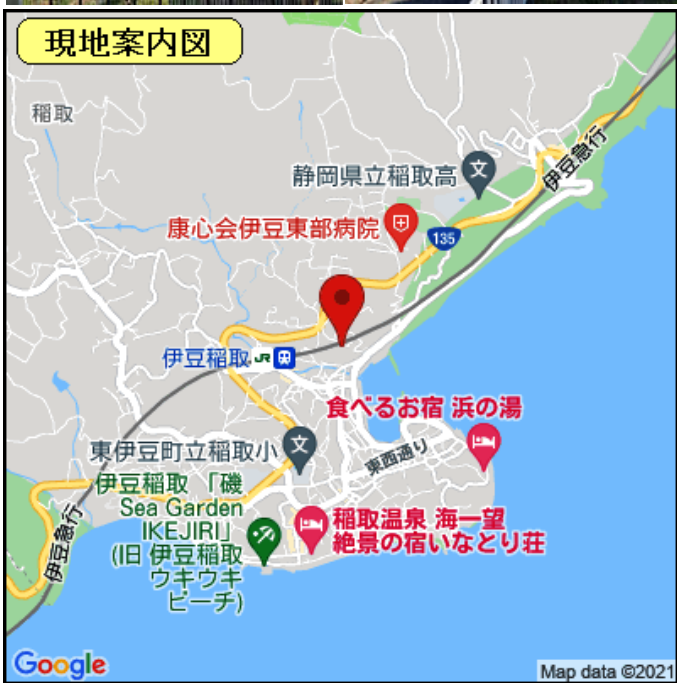 現地案内図
稲取
静岡県立稲取高
伊豆急行
康心会伊豆東部病院
135
伊豆稲取 JR
食べるお宿 浜の湯
東伊豆町立稲取小
東西通り
伊豆稲取 「磯
Sea Garden
IKEJIRI」
(旧 伊豆稲取
ウキウキ
ビーチ)
稲取温泉 海一望
絶景の宿いなとり荘
伊豆急行
Google
Map data ©2021